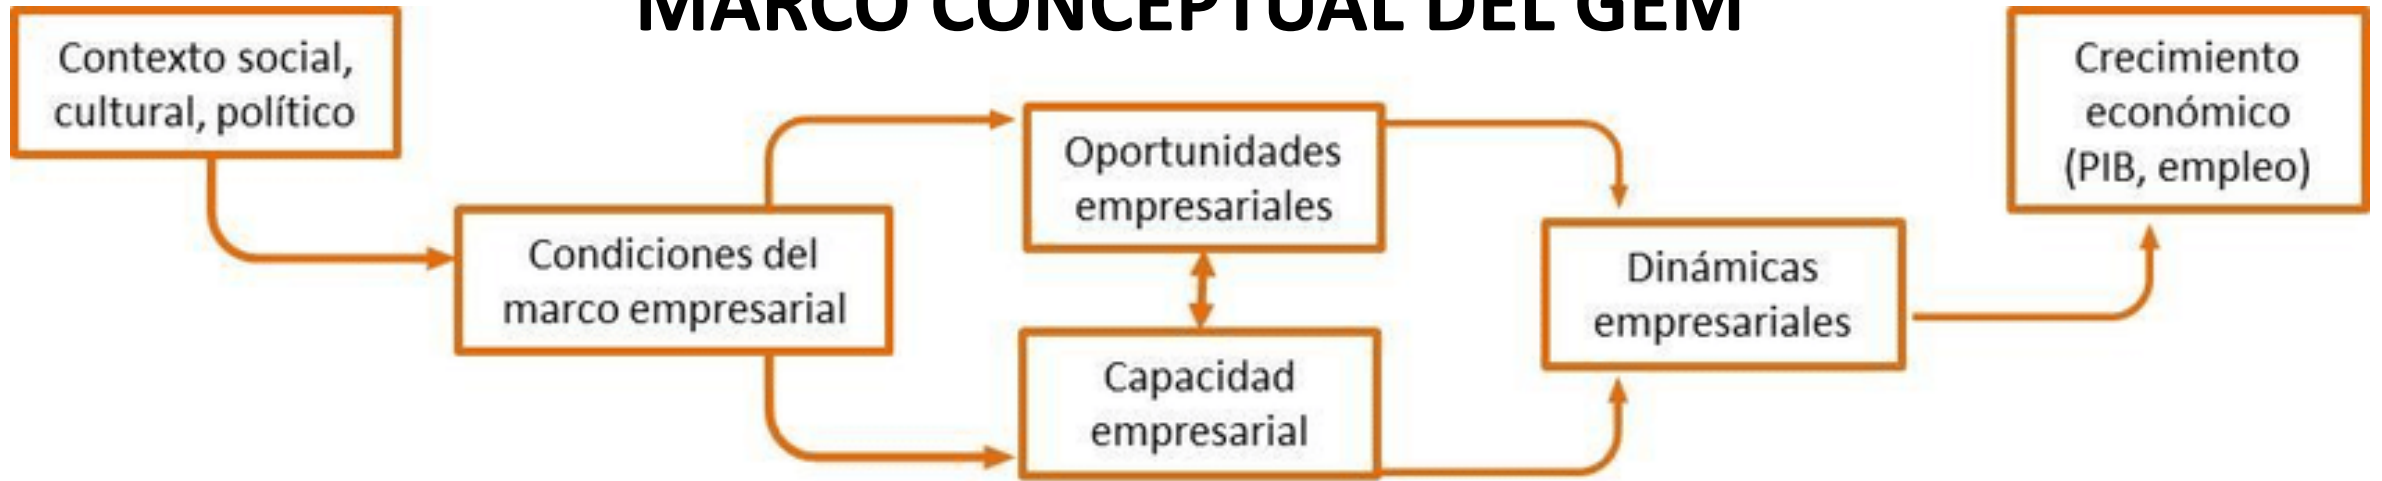 MARCO CONCEPTUAL DEL GEM
Contexto social,
cultural, político
Condiciones del
marco empresarial
Oportunidades
empresariales
Capacidad
empresarial
Dinámicas
empresariales
Crecimiento
económico
(PIB, empleo)